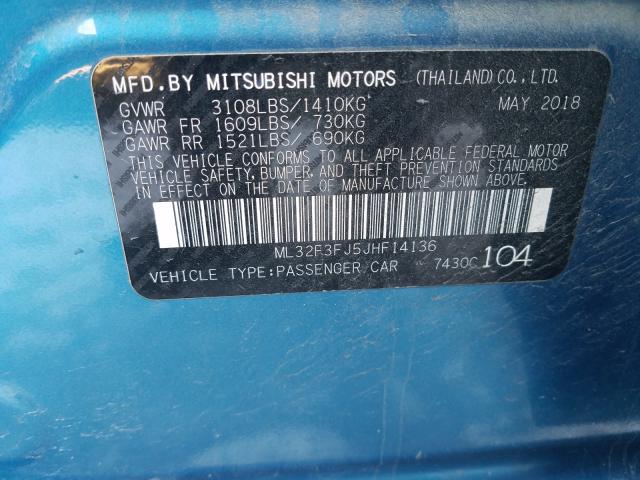 MFD. BY MITSUBISHI MOTORS (THAILAND) CO., LTD.
GVWR 3108LBS/1410KG MAY 2018
GAWR FR 1609LBS/ 730KG
GAWR RR 1521LBS/ 690KG
THIS VEHICLE CONFORMS TO ALL APPLICABLE FEDERAL MOTOR
VEHICLE SAFETY, BUMPER, AND THEFT PREVENTION STANDARDS
IN EFFECT ON THE DATE OF MANUFACTURE SHOWN ABOVE.
ML32F3FJ5JHF14136
VEHICLE TYPE: PASSENGER CAR 7430C 104